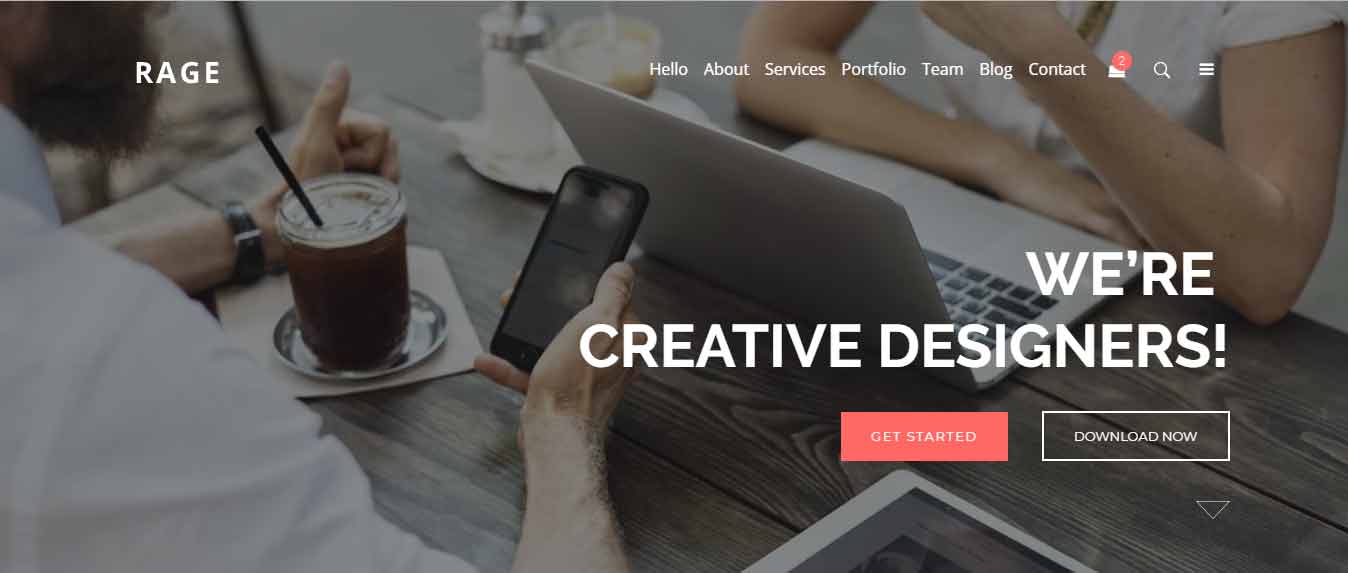 RAGE
Hello About Services Portfolio Team Blog Contact 2
WE’RE
CREATIVE DESIGNERS!
GET STARTED DOWNLOAD NOW